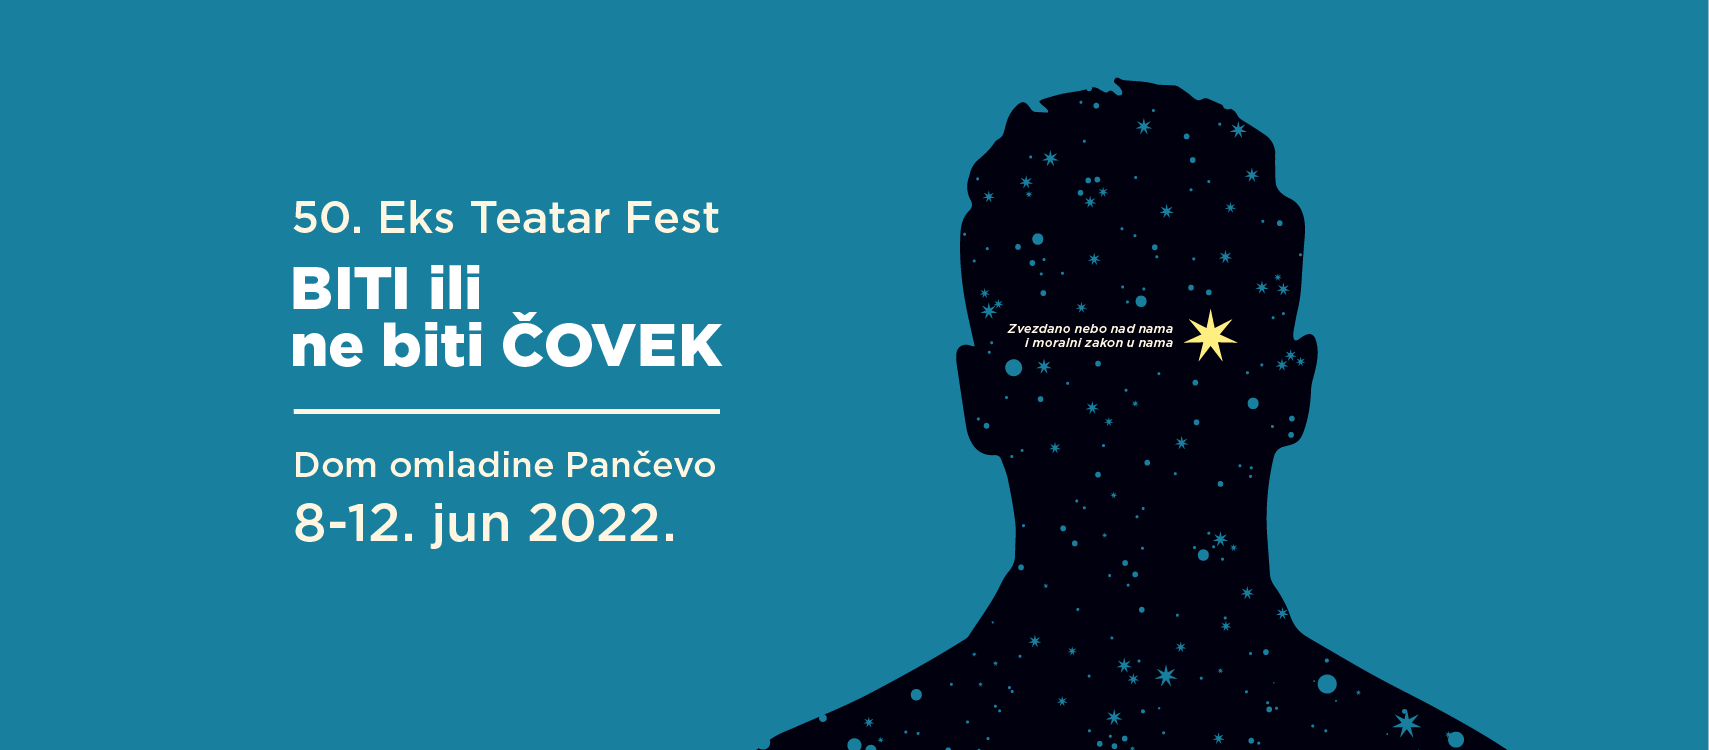 50. Eks Teatar Fest
BITI ili
ne biti ČOVEK
Dom omladine Pančevo
8-12. jun 2022.
Zvezdano nebo nad nama
i moralni zakon u nama